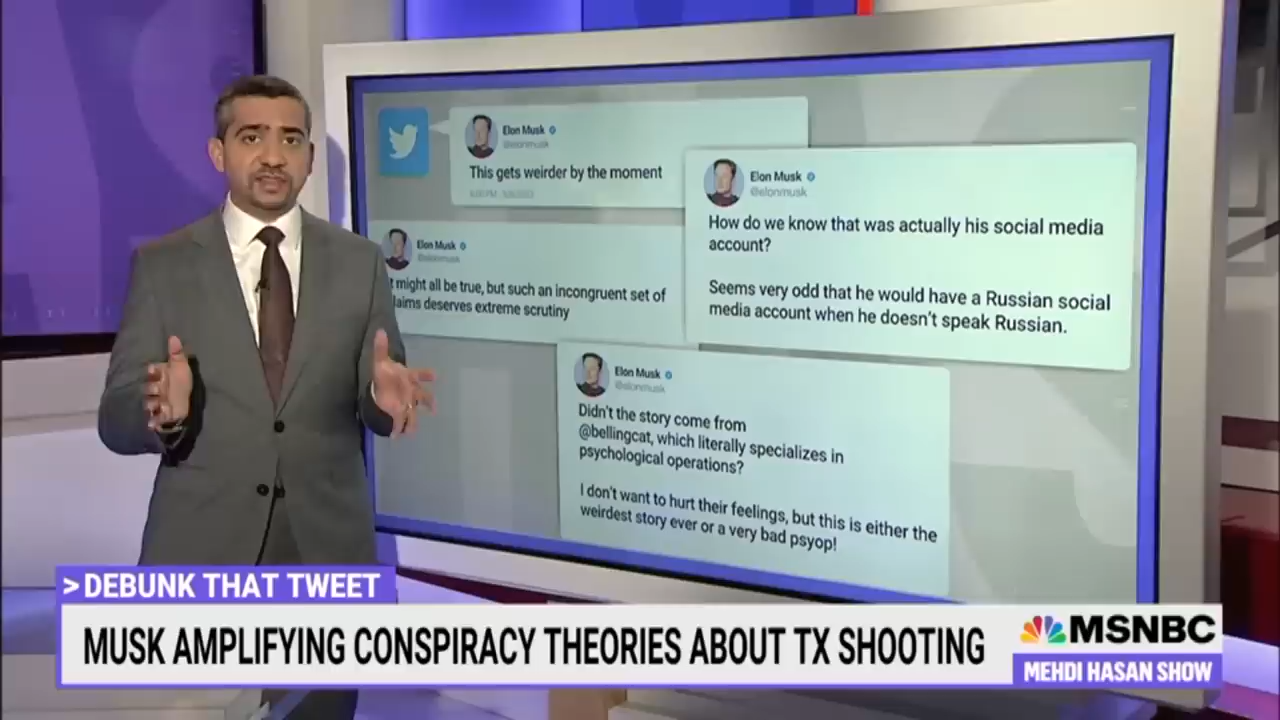 Elon Musk
@elonmusk
This gets weirder by the moment
Elon Musk
@elonmusk
How do we know that was actually his social media
account?
Seems very odd that he would have a Russian social
media account when he doesn't speak Russian.
Elon Musk
@elonmusk
t might all be true, but such an incongruent set of
laims deserves extreme scrutiny
Elon Musk
@elonmusk
Didn't the story come from
@bellingcat, which literally specializes in
psychological operations?
I don't want to hurt their feelings, but this is either the
weirdest story ever or a very bad psyop!
>DEBUNK THAT TWEET
MUSK AMPLIFYING CONSPIRACY THEORIES ABOUT TX SHOOTING
MSNBC
MEHDI HASAN SHOW